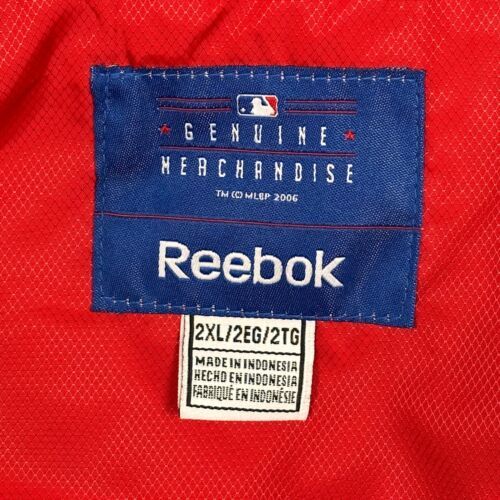 GENUINE
MERCHANDISE
TM (C) MLBP 2006
Reebok
2XL/2EG/2TG
MADE IN INDONESIA
HECHO EN INDONESIA
FABRIQUÉ EN INDONÉSIE